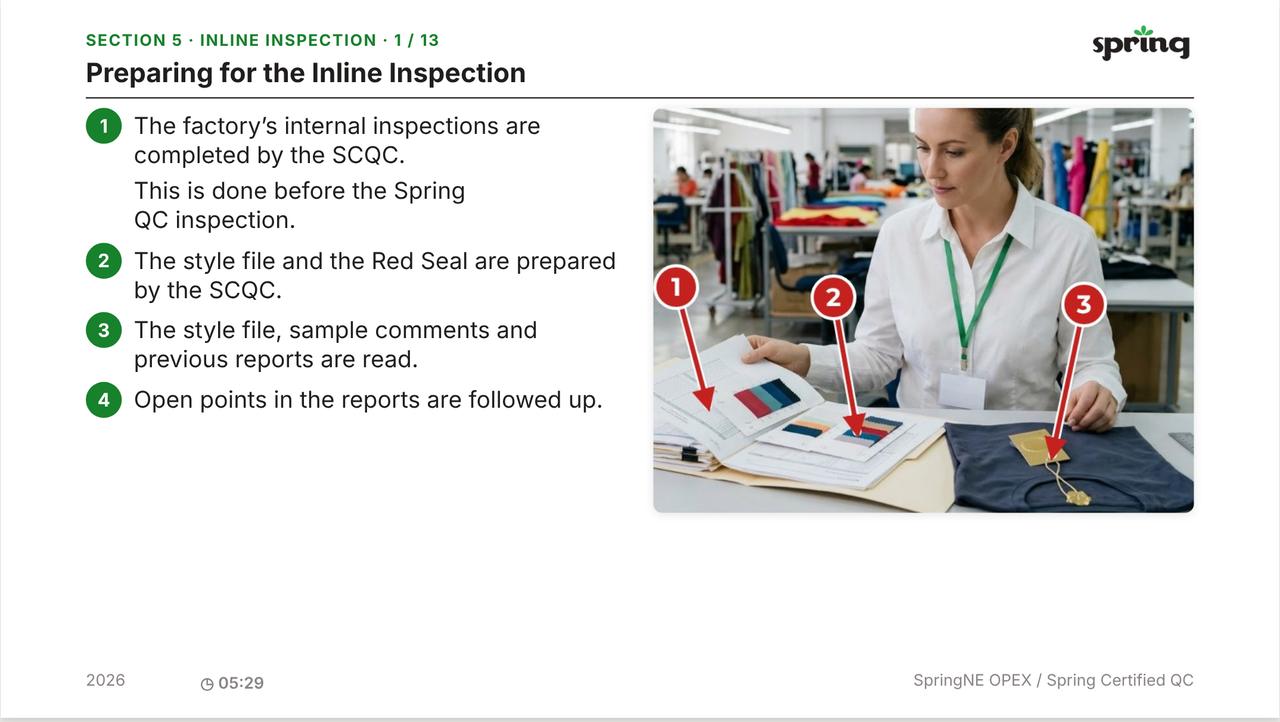 SECTION 5 · INLINE INSPECTION · 1 / 13
spring
Preparing for the Inline Inspection
1 The factory’s internal inspections are
completed by the SCQC.
This is done before the Spring
QC inspection.
2 The style file and the Red Seal are prepared
by the SCQC.
3 The style file, sample comments and
previous reports are read.
4 Open points in the reports are followed up.
1
2
3
2026
05:29
SpringNE OPEX / Spring Certified QC